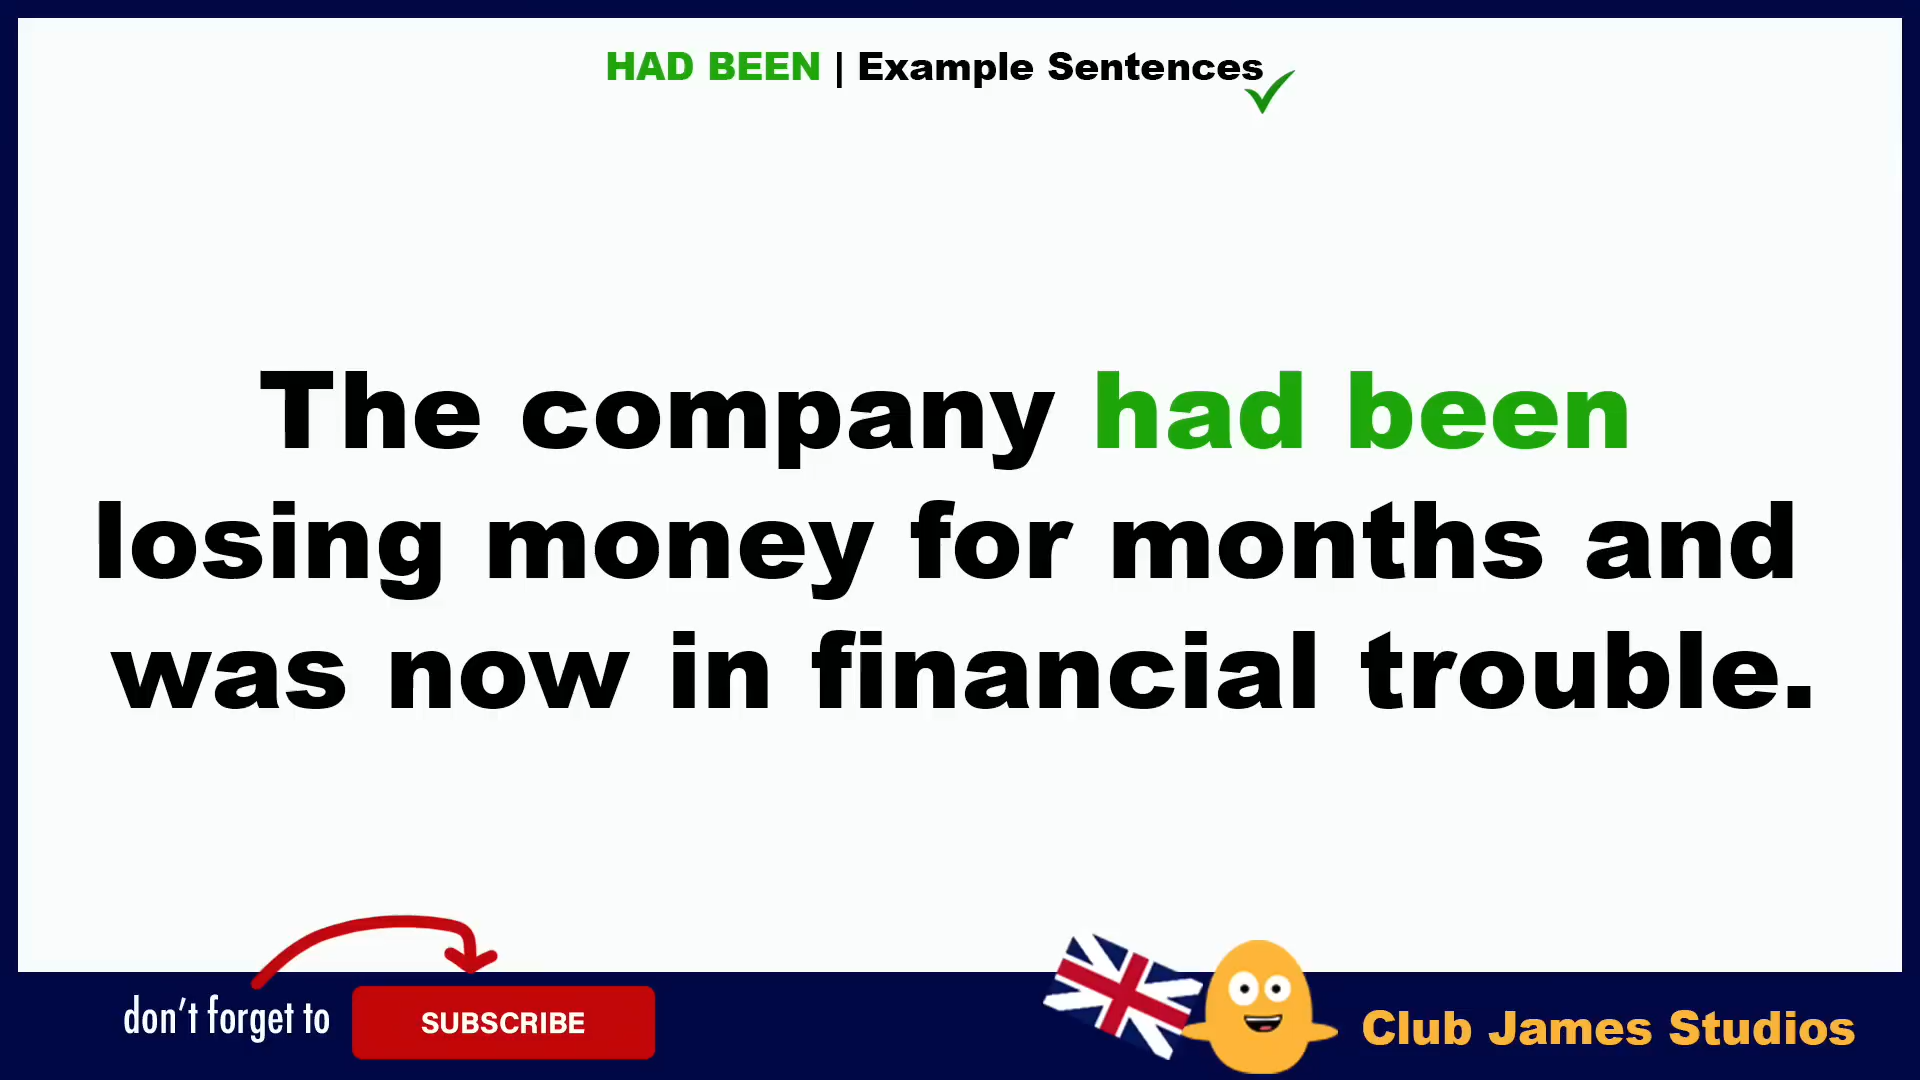 HAD BEEN | Example Sentences
The company had been
losing money for months and
was now in financial trouble.
don't forget to
SUBSCRIBE
Club James Studios